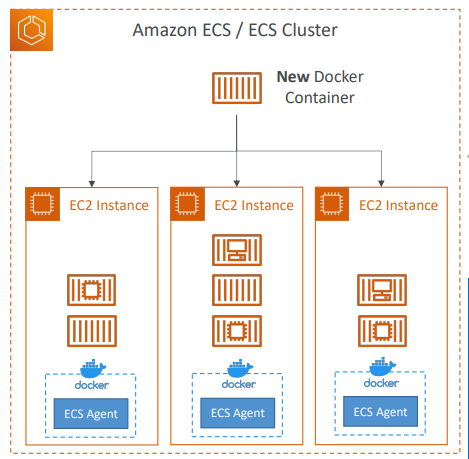 Amazon ECS / ECS Cluster
New Docker
Container
EC2 Instance
EC2 Instance
EC2 Instance
docker
docker
docker
ECS Agent
ECS Agent
ECS Agent